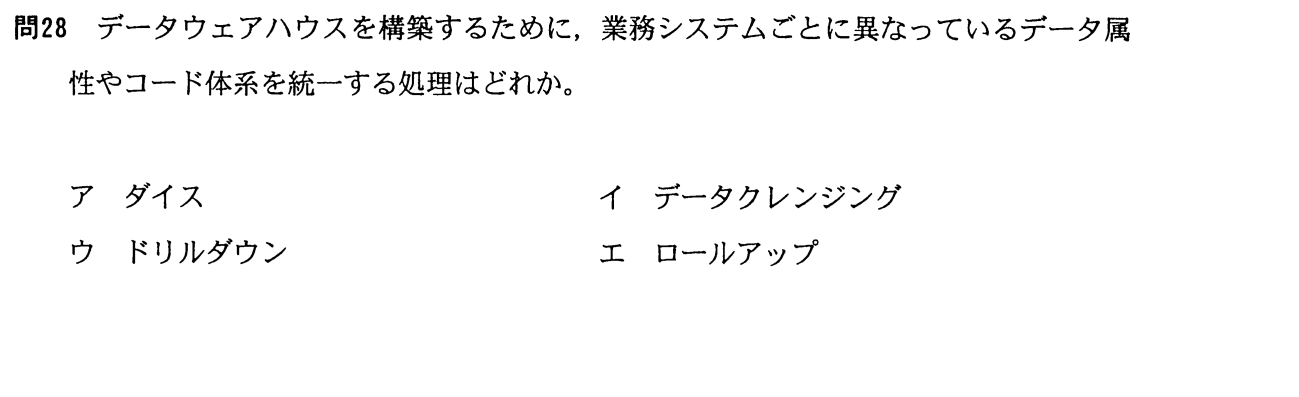 問28 データウェアハウスを構築するために，業務システムごとに異なっているデータ属
性やコード体系を統一する処理はどれか。
ア ダイス イ データクレンジング
ウ ドリルダウン エ ロールアップ